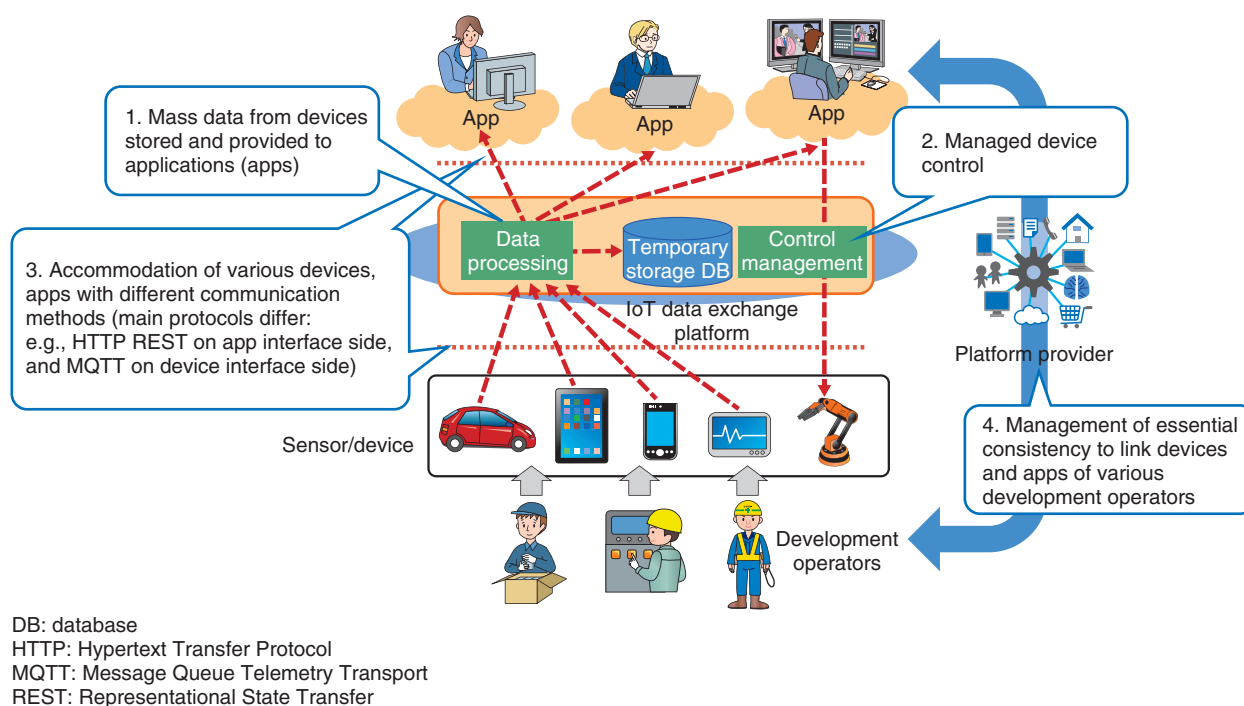 App
App
App
1. Mass data from devices
stored and provided to
applications (apps)
2. Managed device
control
3. Accommodation of various devices,
apps with different communication
methods (main protocols differ:
e.g., HTTP REST on app interface side,
and MQTT on device interface side)
Data
processing
Temporary
storage DB
Control
management
IoT data exchange
platform
Platform provider
Sensor/device
4. Management of essential
consistency to link devices
and apps of various
development operators
Development
operators
DB: database
HTTP: Hypertext Transfer Protocol
MQTT: Message Queue Telemetry Transport
REST: Representational State Transfer